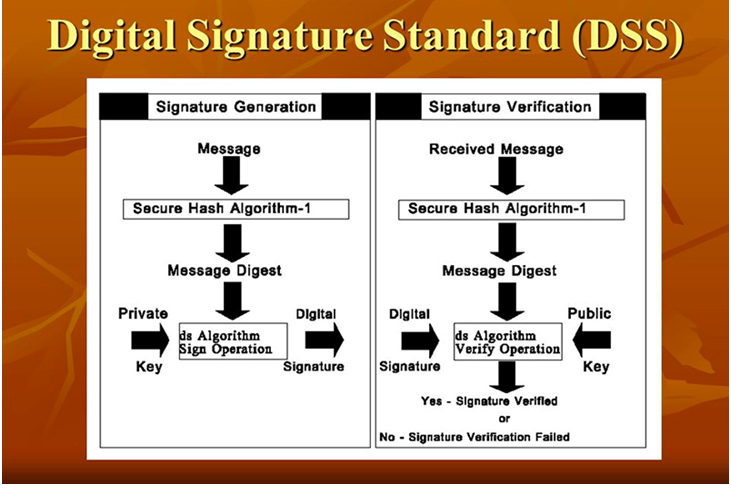 Digital Signature Standard (DSS)
Signature Generation
Message
Secure Hash Algorithm-1
Message Digest
Private
Key
ds Algorithm
Sign Operation
Digital
Signature
Signature Verification
Received Message
Secure Hash Algorithm-1
Message Digest
Digital
Signature
ds Algorithm
Verify Operation
Public
Key
Yes - Signature Verified
or
No - Signature Verification Failed